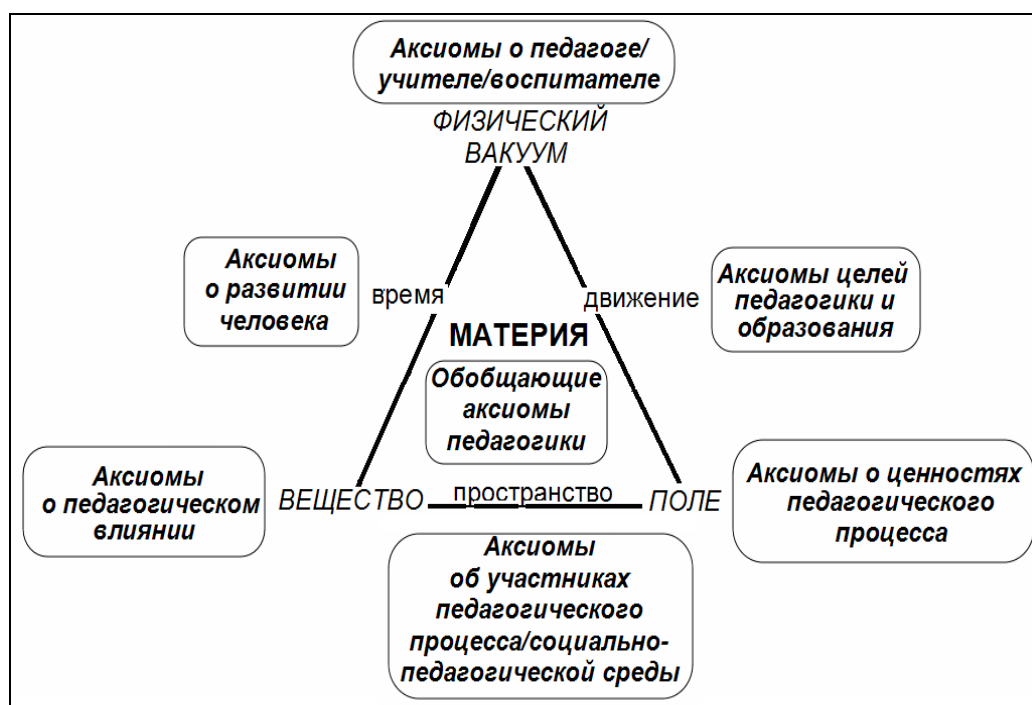 Аксиомы о педагоге/
учителе/воспитателе
ФИЗИЧЕСКИЙ
ВАКУУМ
Аксиомы
о развитии
человека
время
движение
Аксиомы целей
педагогики и
образования
МАТЕРИЯ
Обобщающие
аксиомы
педагогики
Аксиомы
о педагогическом
влиянии
ВЕЩЕСТВО
пространство
ПОЛЕ
Аксиомы о ценностях
педагогического
процесса
Аксиомы
об участниках
педагогического
процесса/социально-
педагогической среды